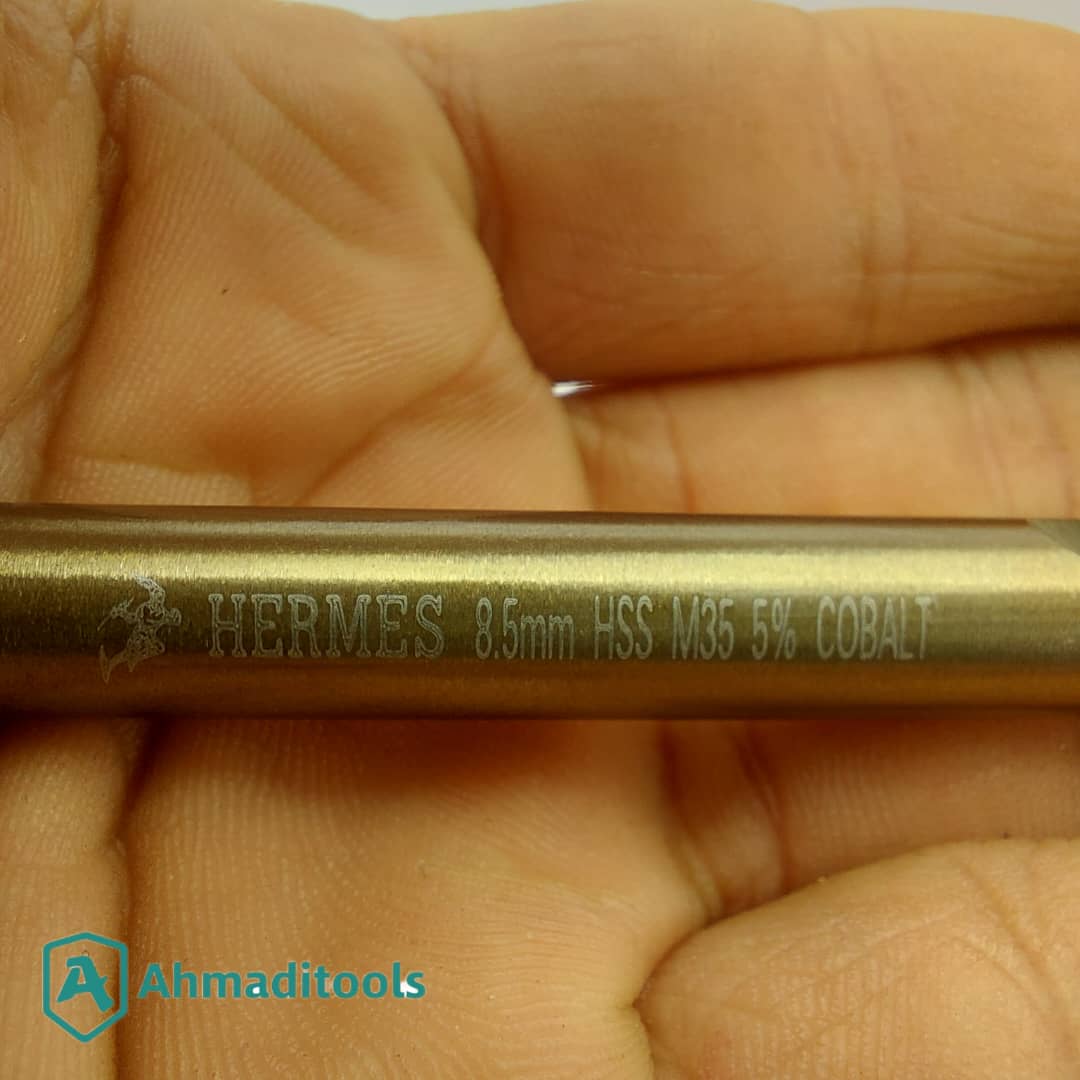 HERMES 8.5mm HSS M35 5% COBALT
Ahmaditools